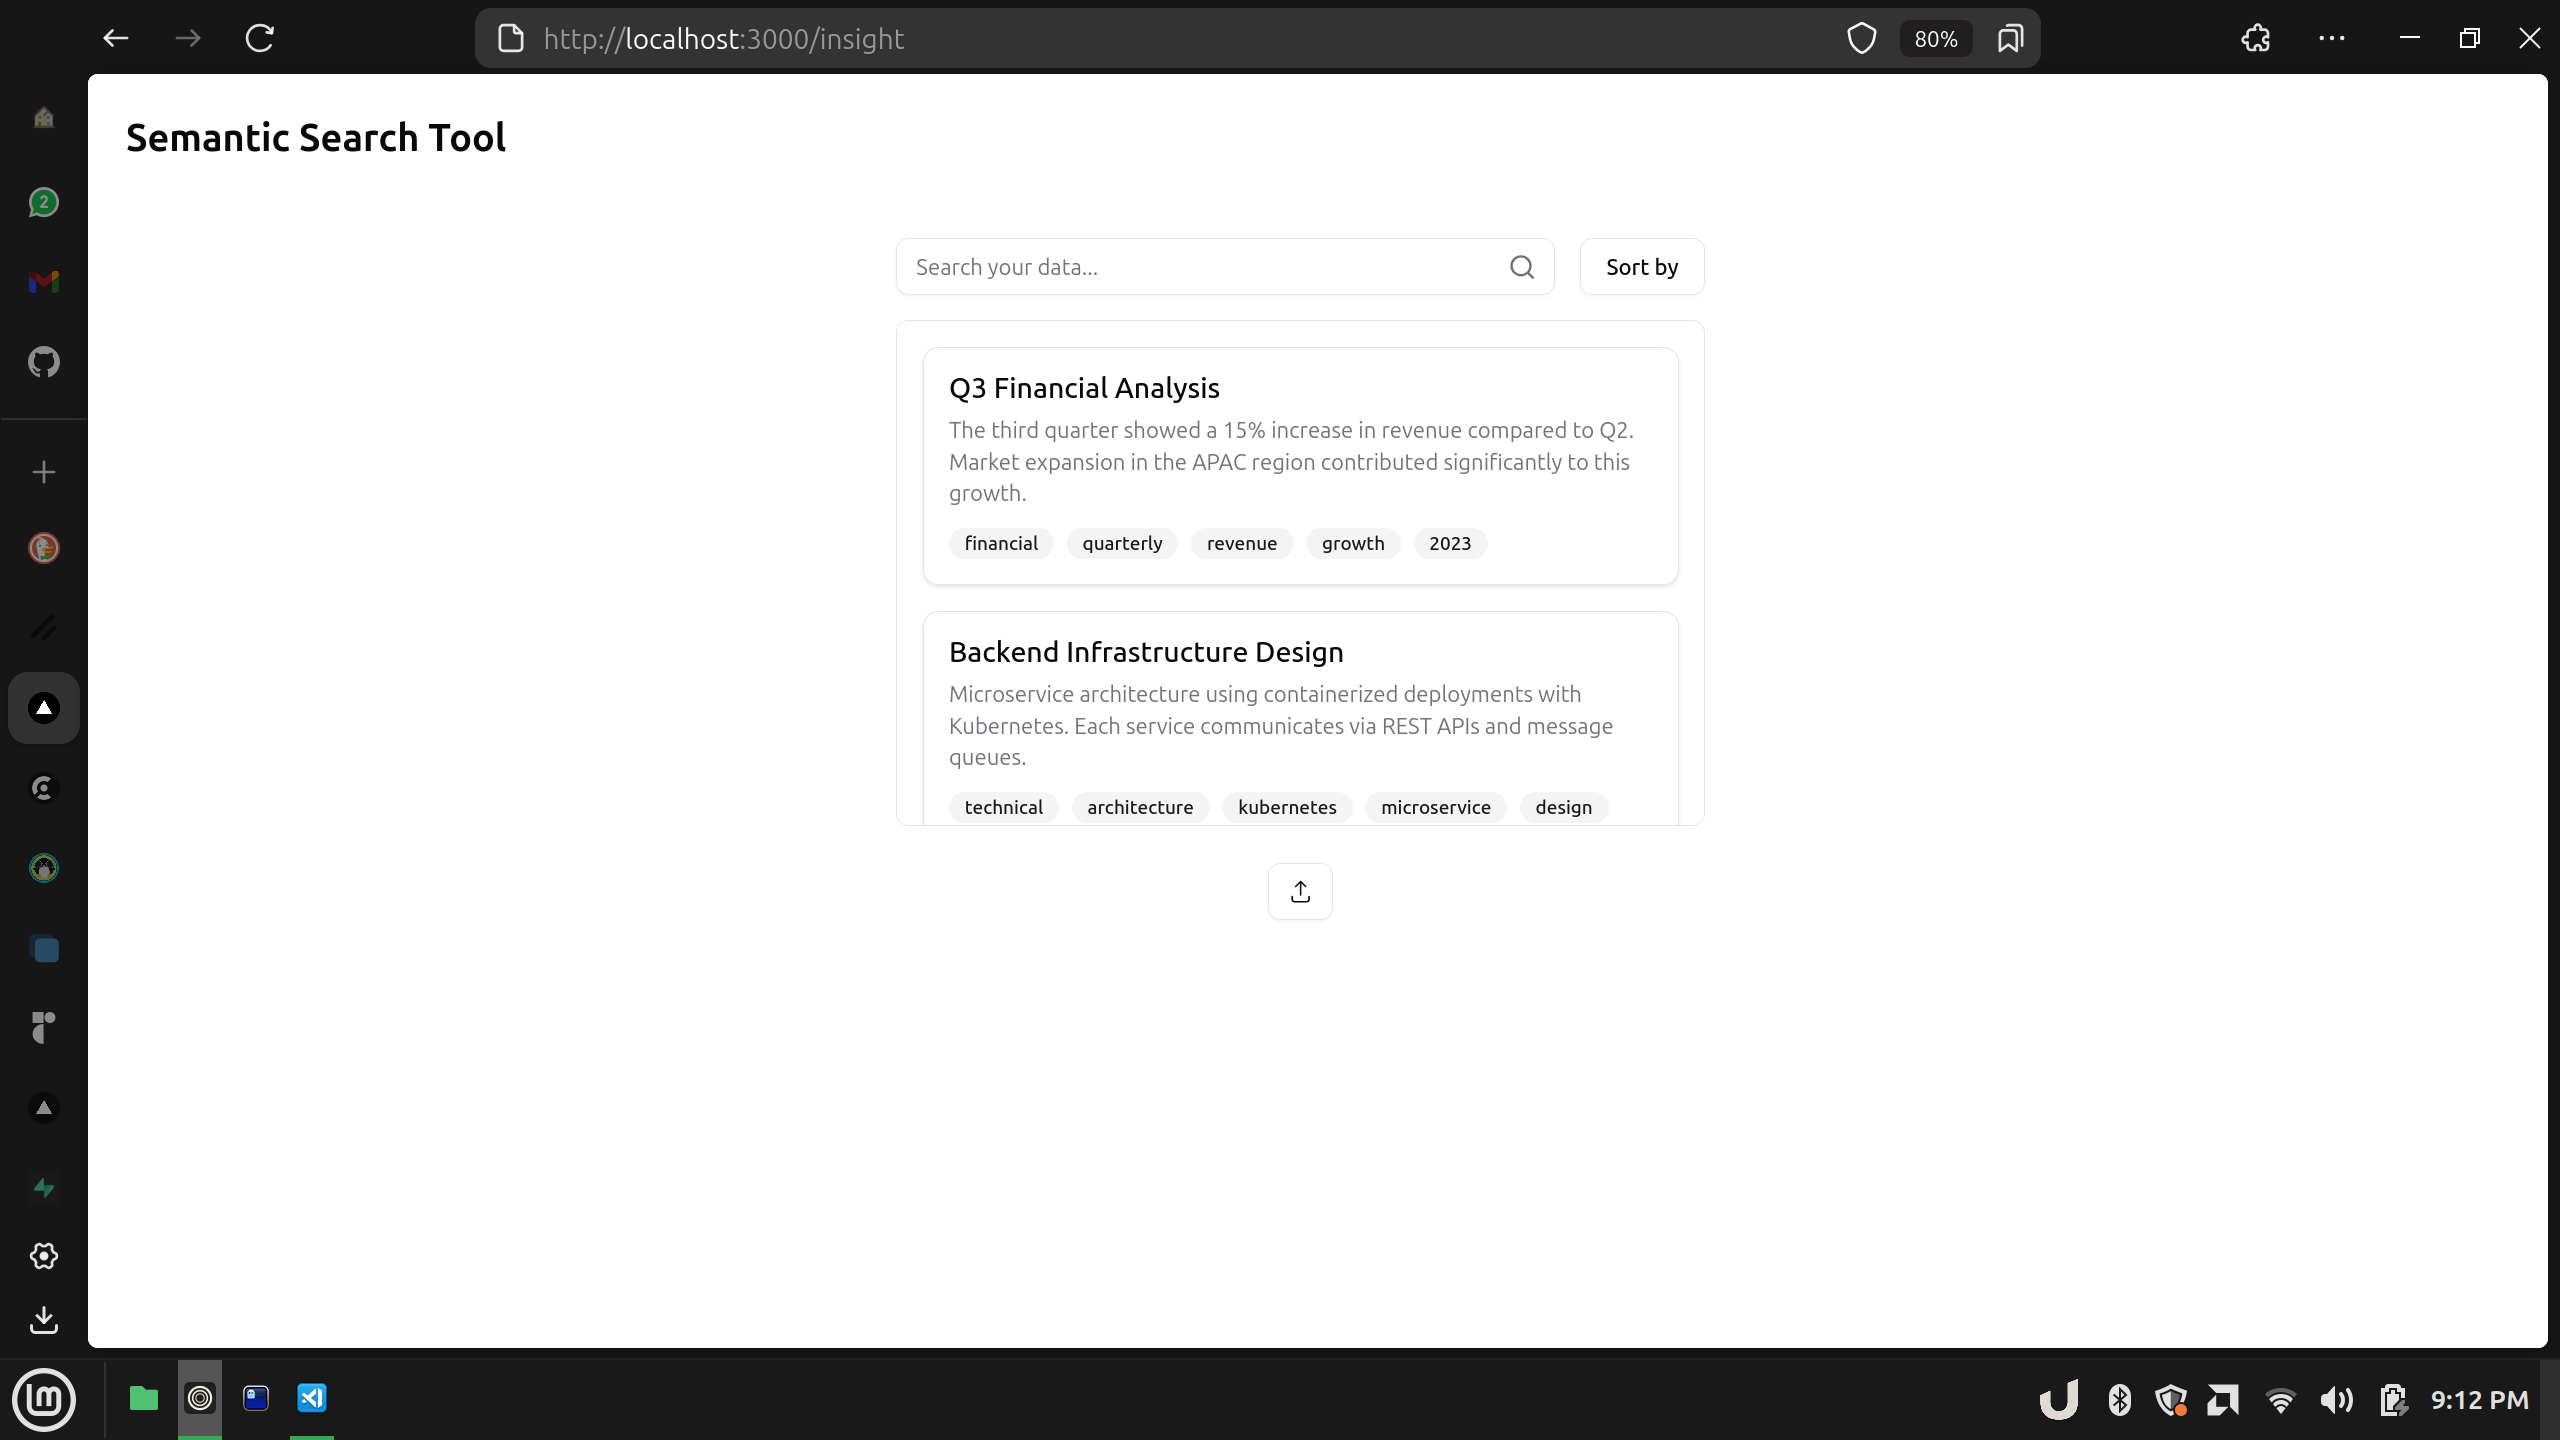 http://localhost:3000/insight
80%
2
Semantic Search Tool
Search your data...
Sort by
Q3 Financial Analysis
The third quarter showed a 15% increase in revenue compared to Q2.
Market expansion in the APAC region contributed significantly to this
growth.
financial quarterly revenue growth 2023
Backend Infrastructure Design
Microservice architecture using containerized deployments with
Kubernetes. Each service communicates via REST APIs and message
queues.
technical architecture kubernetes microservice design
9:12 PM